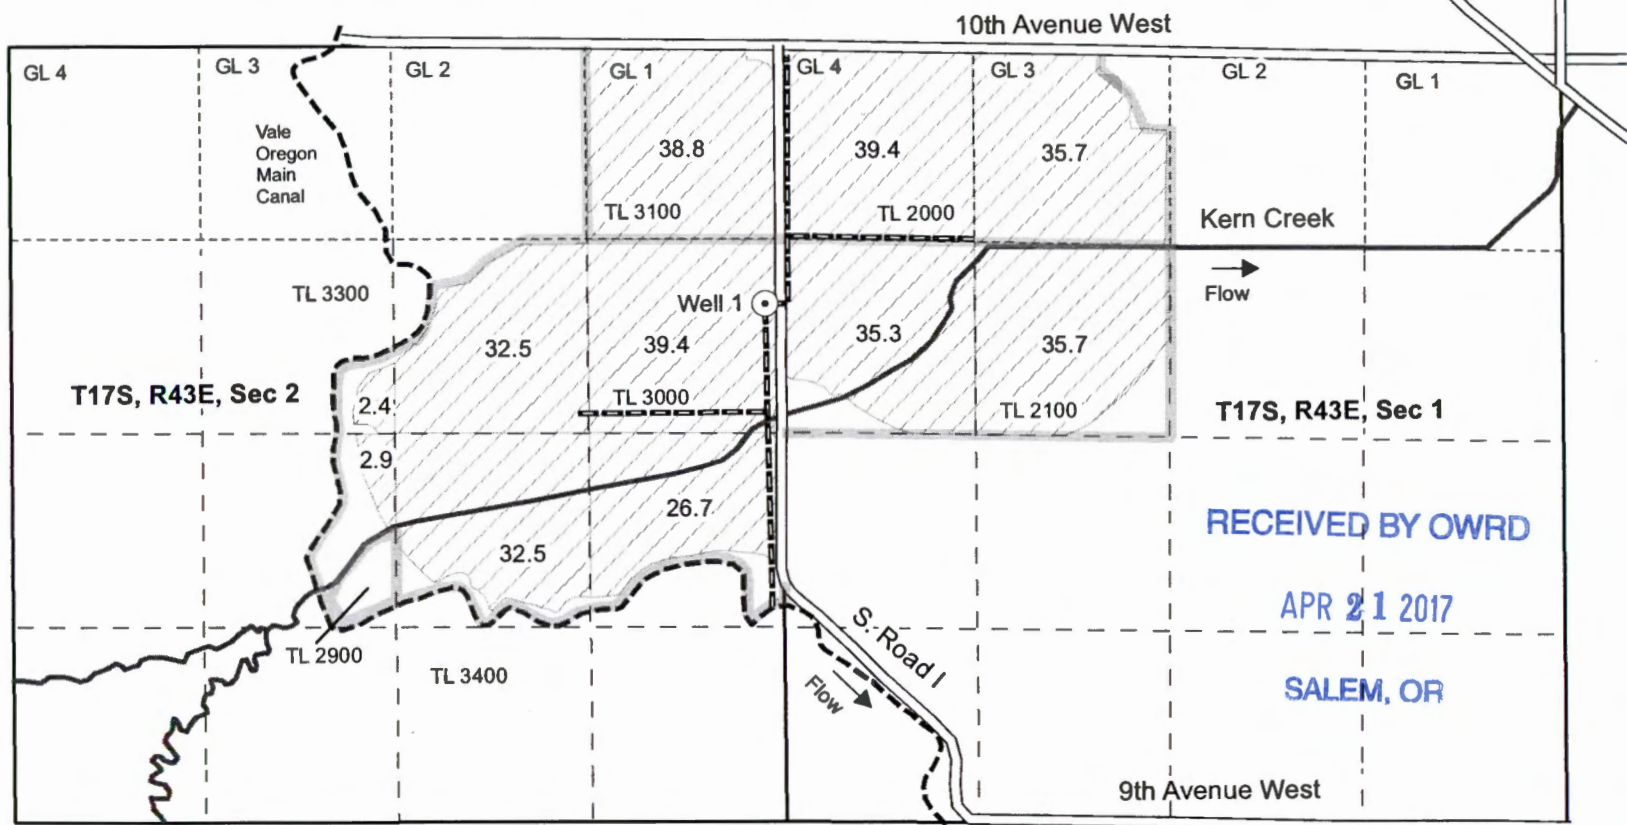 10th Avenue West
GL 4
GL 3
GL 2
GL 1
GL 4
GL 3
GL 2
GL 1
Vale
Oregon
Main
Canal
38.8
39.4
35.7
TL 3100
TL 2000
Kern Creek
TL 3300
Well 1
Flow
32.5
39.4
35.3
35.7
T17S, R43E, Sec 2
2.4
TL 3000
TL 2100
T17S, R43E, Sec 1
2.9
26.7
32.5
RECEIVED BY OWRD
APR 21 2017
SALEM, OR
TL 2900
TL 3400
S. Road I
Flow
9th Avenue West